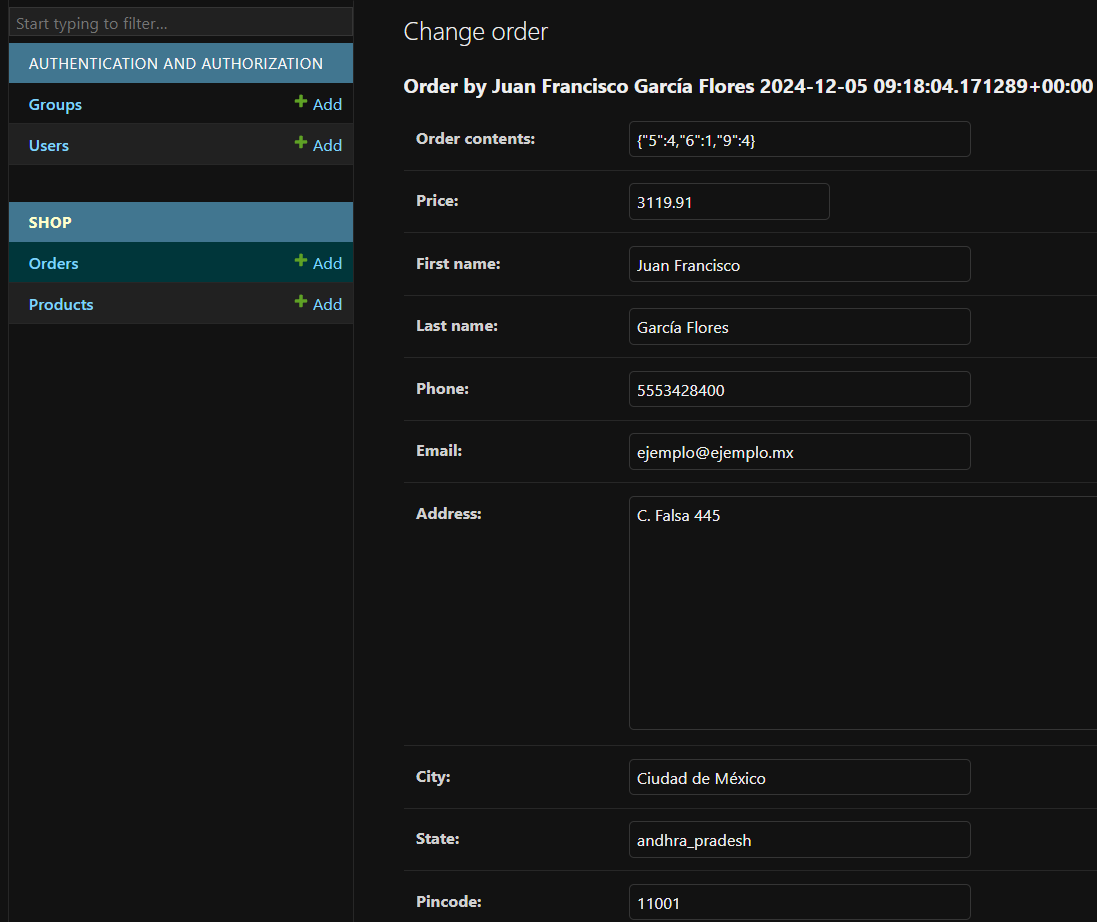 Start typing to filter...
AUTHENTICATION AND AUTHORIZATION
Groups + Add
Users + Add
SHOP
Orders + Add
Products + Add
Change order
Order by Juan Francisco García Flores 2024-12-05 09:18:04.171289+00:00
Order contents: {"5":4,"6":1,"9":4}
Price: 3119.91
First name: Juan Francisco
Last name: García Flores
Phone: 5553428400
Email: ejemplo@ejemplo.mx
Address: C. Falsa 445
City: Ciudad de México
State: andhra_pradesh
Pincode: 11001